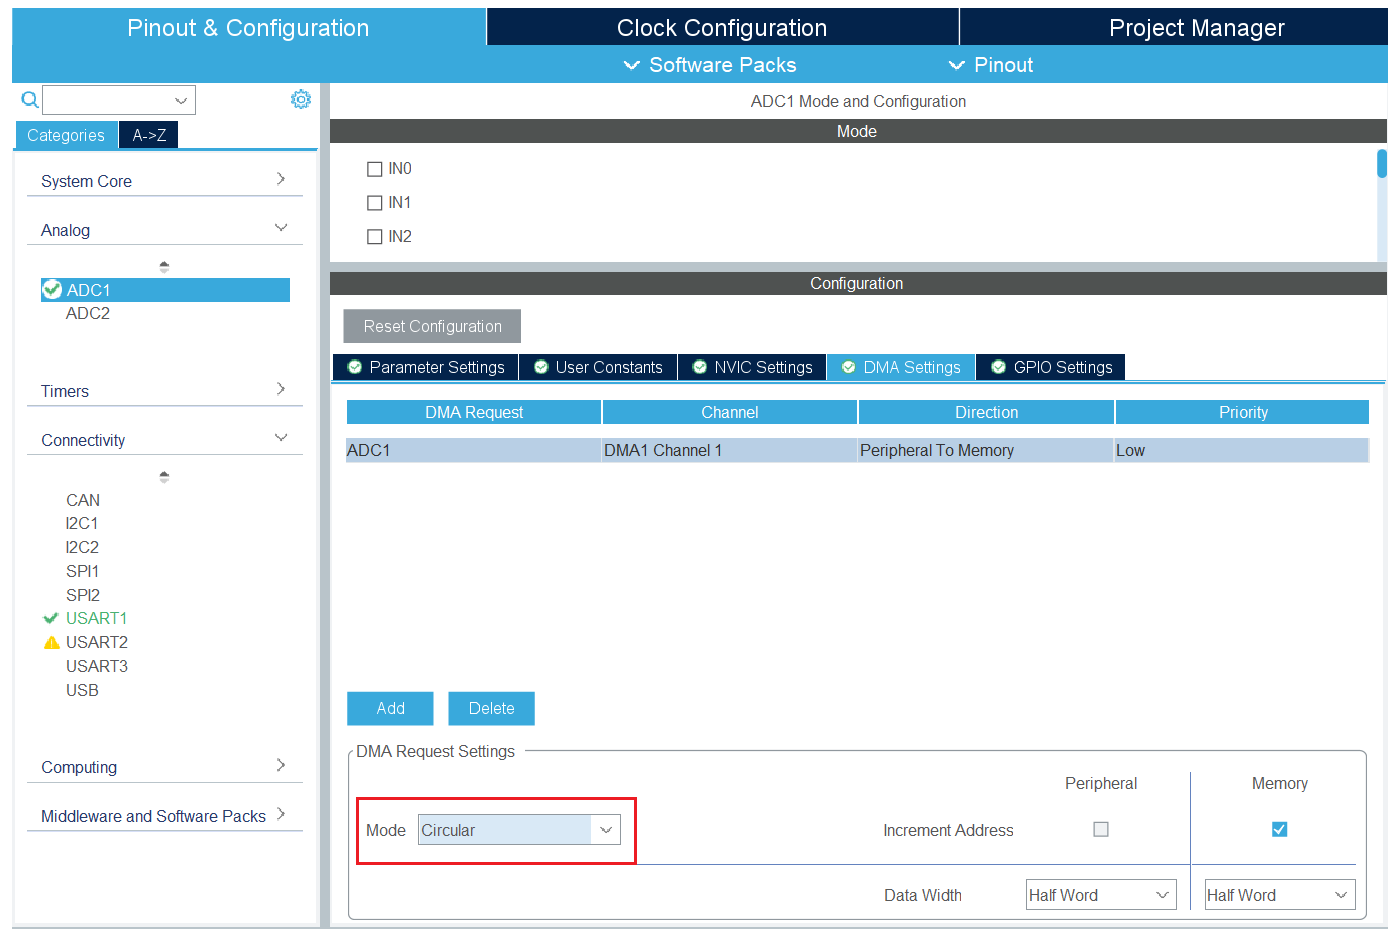 Pinout & Configuration
Clock Configuration
Project Manager
Software Packs
Pinout
Categories
A->Z
System Core
Analog
ADC1
ADC2
Timers
Connectivity
CAN
I2C1
I2C2
SPI1
SPI2
USART1
USART2
USART3
USB
Computing
Middleware and Software Packs
ADC1 Mode and Configuration
Mode
IN0
IN1
IN2
Configuration
Reset Configuration
Parameter Settings
User Constants
NVIC Settings
DMA Settings
GPIO Settings
DMA Request
Channel
Direction
Priority
ADC1
DMA1 Channel 1
Peripheral To Memory
Low
Add
Delete
DMA Request Settings
Peripheral
Memory
Mode
Circular
Increment Address
Data Width
Half Word
Half Word